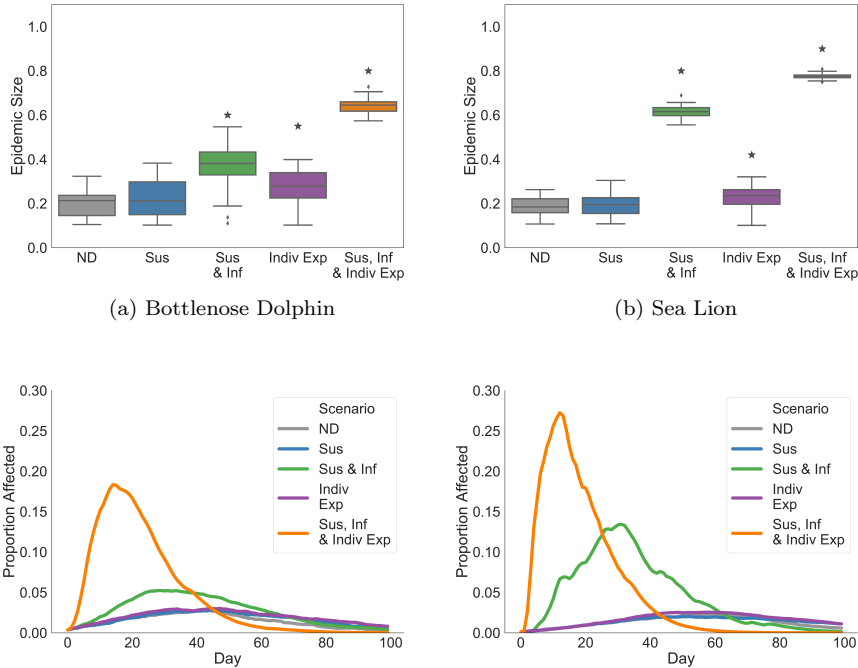 1.0
0.8
0.6
0.4
0.2
0.0
Epidemic Size
ND
Sus
Sus
& Inf
Indiv Exp
Sus, Inf
& Indiv Exp
(a) Bottlenose Dolphin
1.0
0.8
0.6
0.4
0.2
0.0
Epidemic Size
ND
Sus
Sus
& Inf
Indiv Exp
Sus, Inf
& Indiv Exp
(b) Sea Lion
0.30
0.25
0.20
0.15
0.10
0.05
0.00
Proportion Affected
0
20
40
60
80
100
Day
Scenario
ND
Sus
Sus & Inf
Indiv
Exp
Sus, Inf
& Indiv Exp
0.30
0.25
0.20
0.15
0.10
0.05
0.00
Proportion Affected
0
20
40
60
80
100
Day
Scenario
ND
Sus
Sus & Inf
Indiv
Exp
Sus, Inf
& Indiv Exp